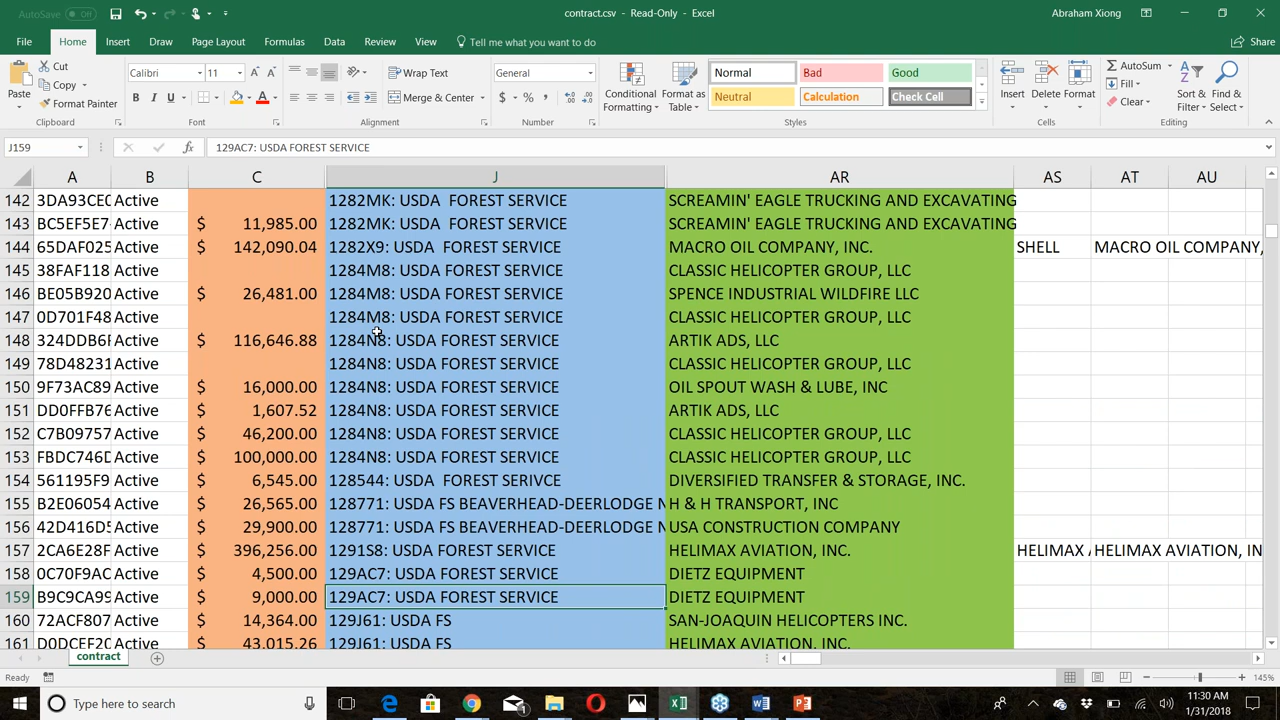 AutoSave Off
contract.csv - Read-Only - Excel
Abraham Xiong
File Home Insert Draw Page Layout Formulas Data Review View Tell me what you want to do Share
Paste Cut Copy Format Painter Clipboard
Calibri 11 B I U A Font
Wrap Text Merge & Center Alignment
General $ % , Number
Conditional Formatting Format as Table Normal Bad Good Neutral Calculation Check Cell Styles
Insert Delete Format Cells
AutoSum Fill Clear Sort & Filter Find & Select Editing
J159 fx 129AC7: USDA FOREST SERVICE
A B C J AR AS AT AU
142 3DA93CE0 Active 1282MK: USDA  FOREST SERVICE SCREAMIN' EAGLE TRUCKING AND EXCAVATING
143 BC5EF5E7 Active $ 11,985.00 1282MK: USDA  FOREST SERVICE SCREAMIN' EAGLE TRUCKING AND EXCAVATING
144 65DAF025 Active $ 142,090.04 1282X9: USDA  FOREST SERVICE MACRO OIL COMPANY, INC. SHELL MACRO OIL COMPANY,
145 38FAF118 Active 1284M8: USDA FOREST SERVICE CLASSIC HELICOPTER GROUP, LLC
146 BE05B920 Active $ 26,481.00 1284M8: USDA FOREST SERVICE SPENCE INDUSTRIAL WILDFIRE LLC
147 0D701F48 Active 1284M8: USDA FOREST SERVICE CLASSIC HELICOPTER GROUP, LLC
148 324DDB6F Active $ 116,646.88 1284N8: USDA FOREST SERVICE ARTIK ADS, LLC
149 78D48231 Active 1284N8: USDA FOREST SERVICE CLASSIC HELICOPTER GROUP, LLC
150 9F73AC89 Active $ 16,000.00 1284N8: USDA FOREST SERVICE OIL SPOUT WASH & LUBE, INC
151 DD0FFB76 Active $ 1,607.52 1284N8: USDA FOREST SERVICE ARTIK ADS, LLC
152 C7B09757 Active $ 46,200.00 1284N8: USDA FOREST SERVICE CLASSIC HELICOPTER GROUP, LLC
153 FBDC746D Active $ 100,000.00 1284N8: USDA FOREST SERVICE CLASSIC HELICOPTER GROUP, LLC
154 561195F9 Active $ 6,545.00 128544: USDA  FOREST SERIVCE DIVERSIFIED TRANSFER & STORAGE, INC.
155 B2E06054 Active $ 26,565.00 128771: USDA FS BEAVERHEAD-DEERLODGE N H & H TRANSPORT, INC
156 42D416D5 Active $ 29,900.00 128771: USDA FS BEAVERHEAD-DEERLODGE N USA CONSTRUCTION COMPANY
157 2CA6E28F Active $ 396,256.00 1291S8: USDA FOREST SERVICE HELIMAX AVIATION, INC. HELIMAX HELIMAX AVIATION, IN
158 0C70F9AC Active $ 4,500.00 129AC7: USDA FOREST SERVICE DIETZ EQUIPMENT
159 B9C9CA99 Active $ 9,000.00 129AC7: USDA FOREST SERVICE DIETZ EQUIPMENT
160 72ACF807 Active $ 14,364.00 129J61: USDA FS SAN-JOAQUIN HELICOPTERS INC.
161 D0DCEF20 Active $ 43,015.26 129J61: USDA FS HELIMAX AVIATION, INC.
contract
Ready
145%
Type here to search
11:30 AM
1/31/2018